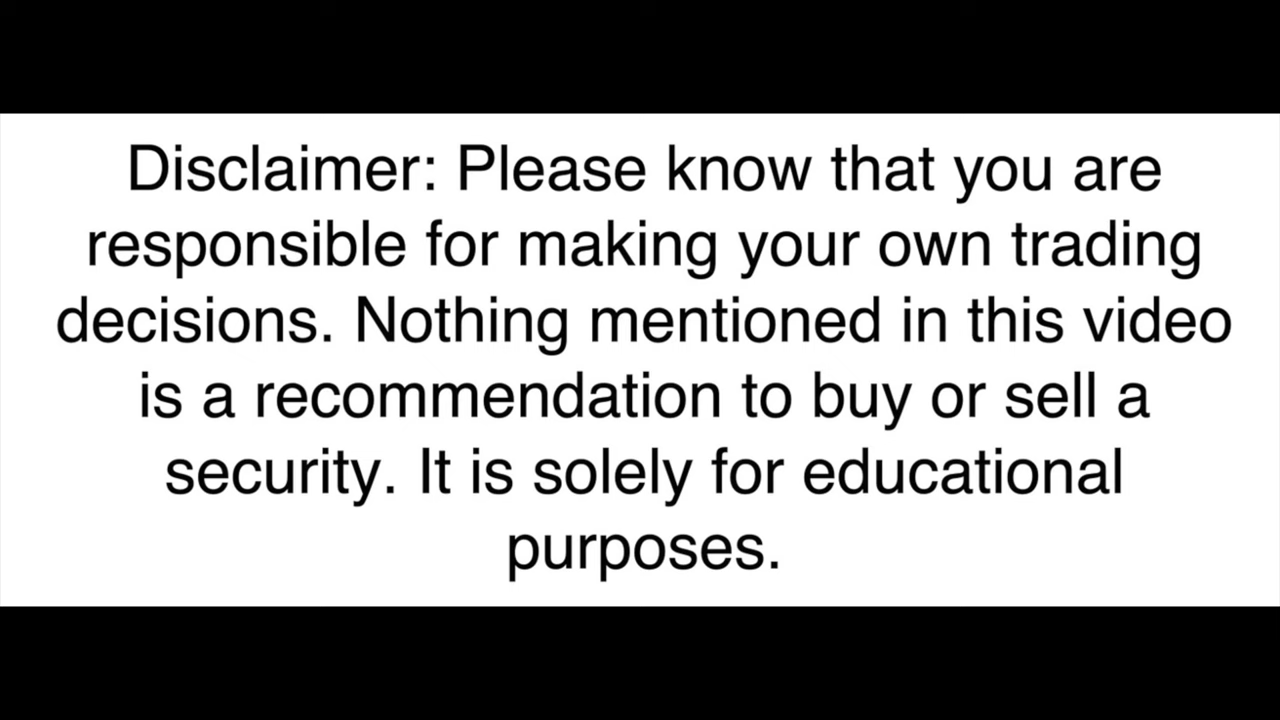 Disclaimer: Please know that you are
responsible for making your own trading
decisions. Nothing mentioned in this video
is a recommendation to buy or sell a
security. It is solely for educational
purposes.